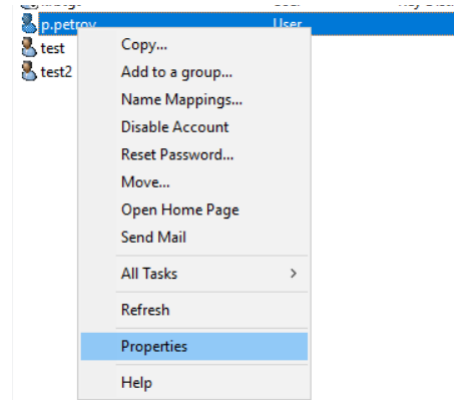 p.petrov User
test
test2
Copy...
Add to a group...
Name Mappings...
Disable Account
Reset Password...
Move...
Open Home Page
Send Mail
All Tasks >
Refresh
Properties
Help